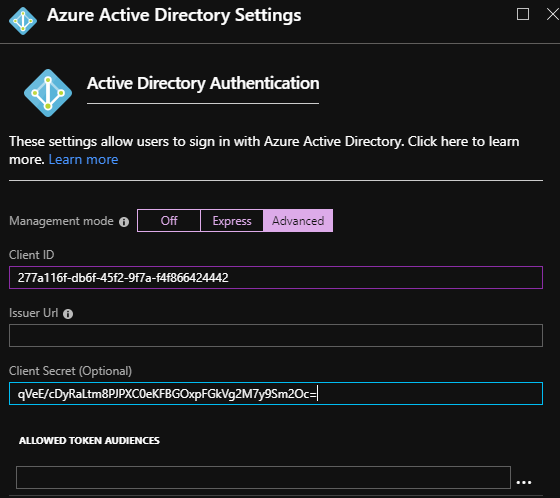 Azure Active Directory Settings
Active Directory Authentication
These settings allow users to sign in with Azure Active Directory. Click here to learn
more. Learn more
Management mode Off Express Advanced
Client ID
277a116f-db6f-45f2-9f7a-f4f866424442
Issuer Url
Client Secret (Optional)
qVeE/cDyRaLtm8PJPXC0eKFBGOxpFGkVg2M7y9Sm2Oc=
ALLOWED TOKEN AUDIENCES
...